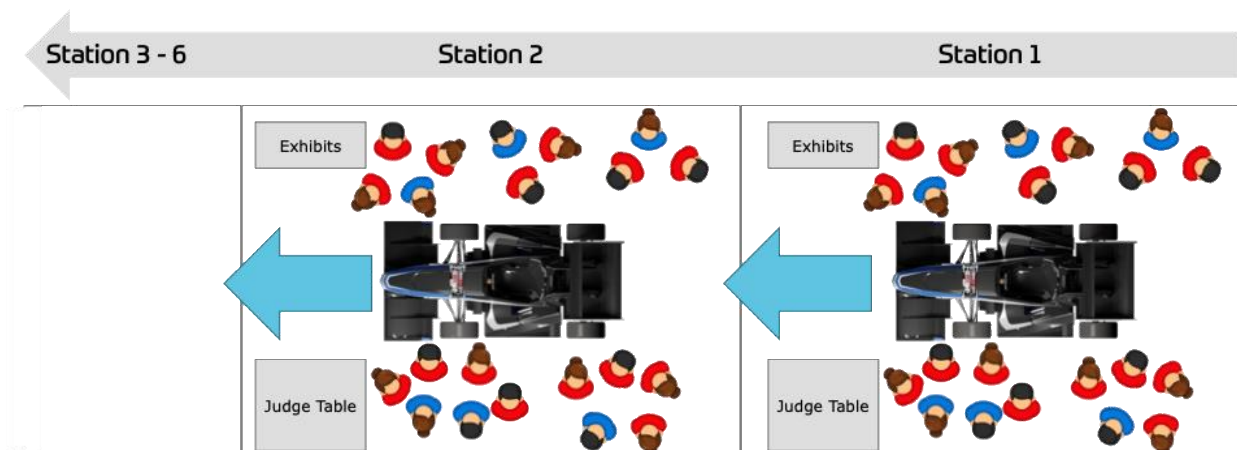 Station 3 - 6
Station 2
Station 1
Exhibits
Exhibits
Judge Table
Judge Table